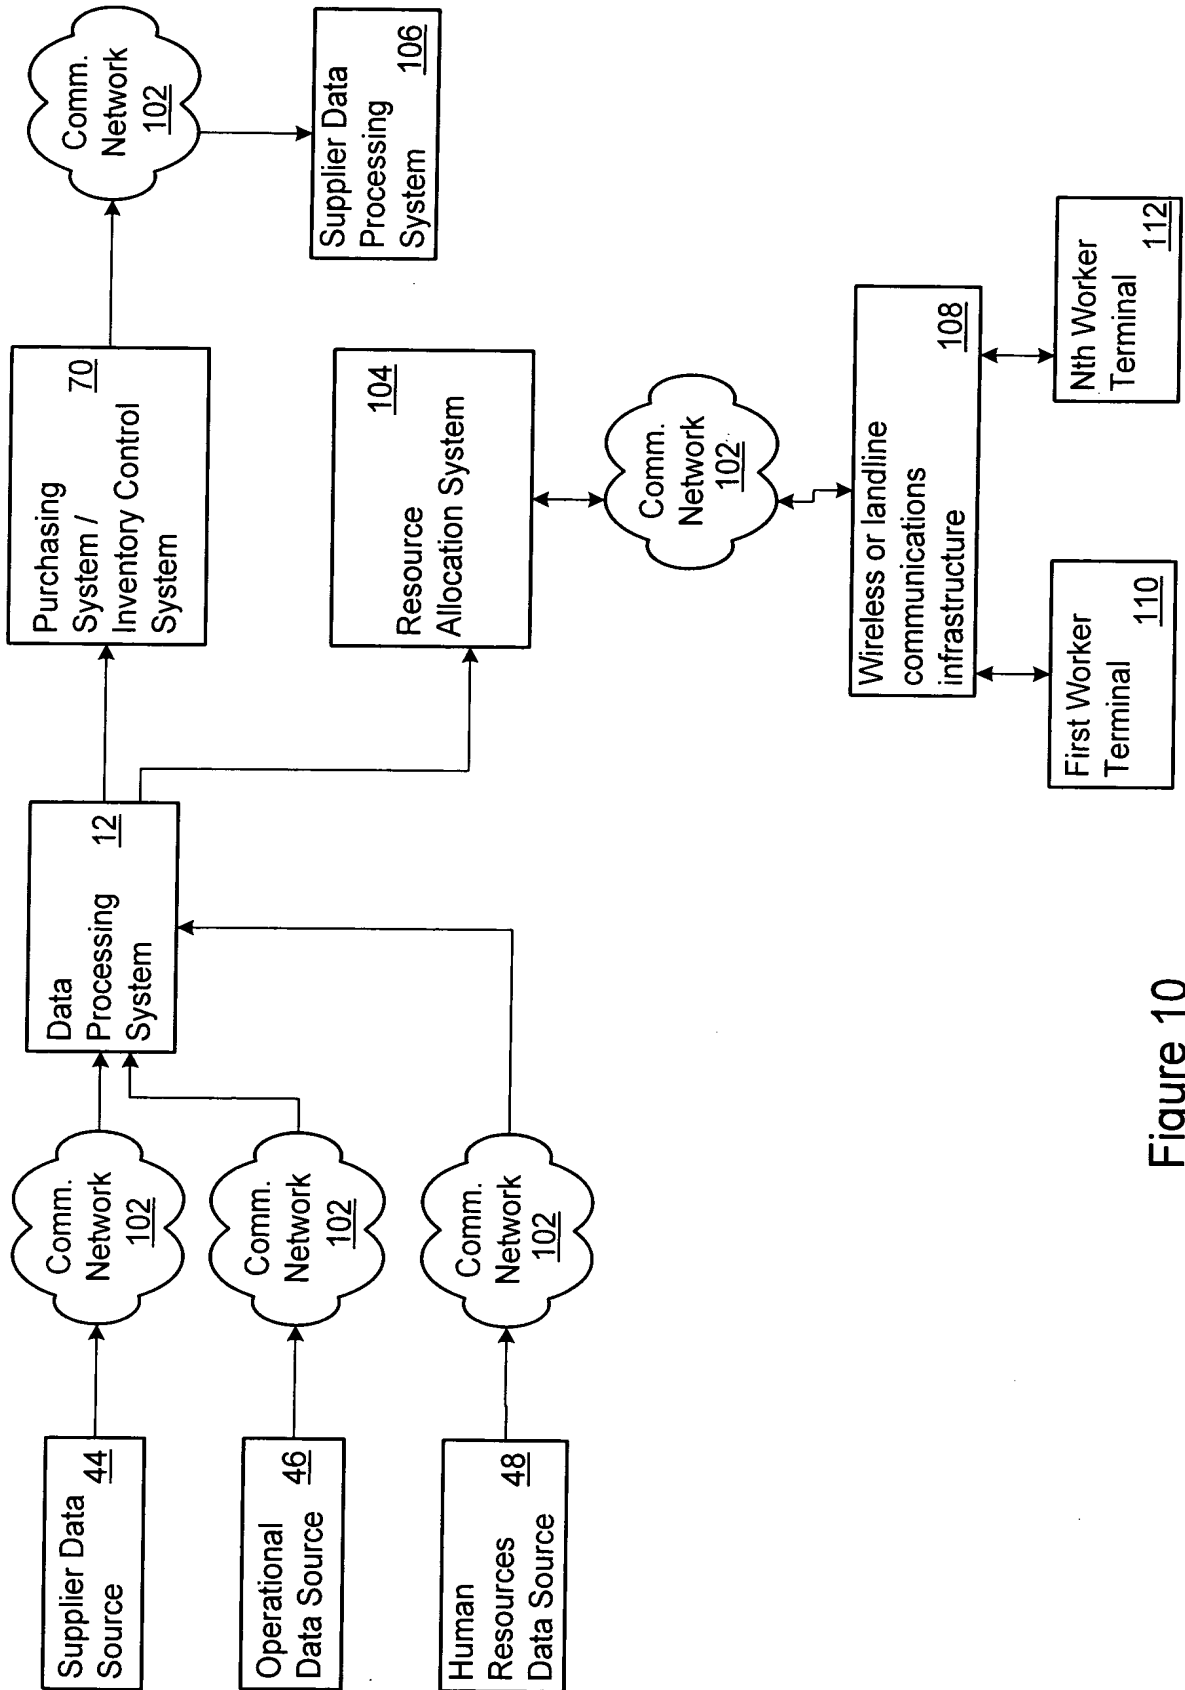 Supplier Data
Source
44
Comm.
Network
102
Operational
Data Source
46
Comm.
Network
102
Human
Resources
Data Source
48
Comm.
Network
102
Data
Processing
System
12
Purchasing
System /
Inventory Control
System
70
Comm.
Network
102
Supplier Data
Processing
System
106
Resource
Allocation System
104
Comm.
Network
102
Wireless or landline
communications
infrastructure
108
First Worker
Terminal
110
Nth Worker
Terminal
112
Figure 10